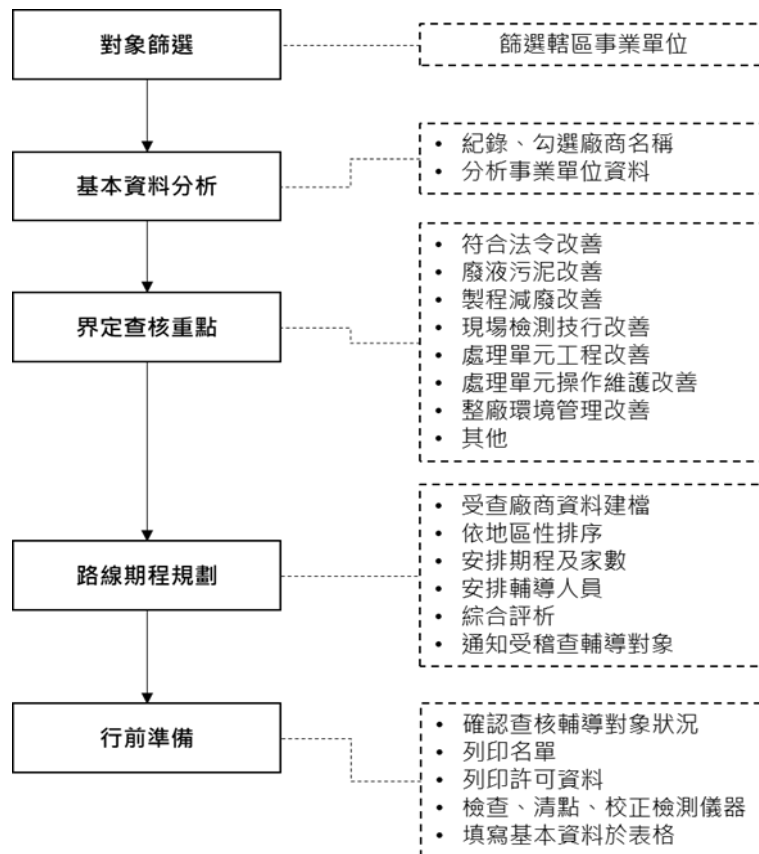 對象篩選
篩選轄區事業單位
基本資料分析
• 紀錄、勾選廠商名稱
• 分析事業單位資料
界定查核重點
• 符合法令改善
• 廢液污泥改善
• 製程減廢改善
• 現場檢測技行改善
• 處理單元工程改善
• 處理單元操作維護改善
• 整廠環境管理改善
• 其他
路線期程規劃
• 受查廠商資料建檔
• 依地區性排序
• 安排期程及家數
• 安排輔導人員
• 綜合評析
• 通知受稽查輔導對象
行前準備
• 確認查核輔導對象狀況
• 列印名單
• 列印許可資料
• 檢查、清點、校正檢測儀器
• 填寫基本資料於表格